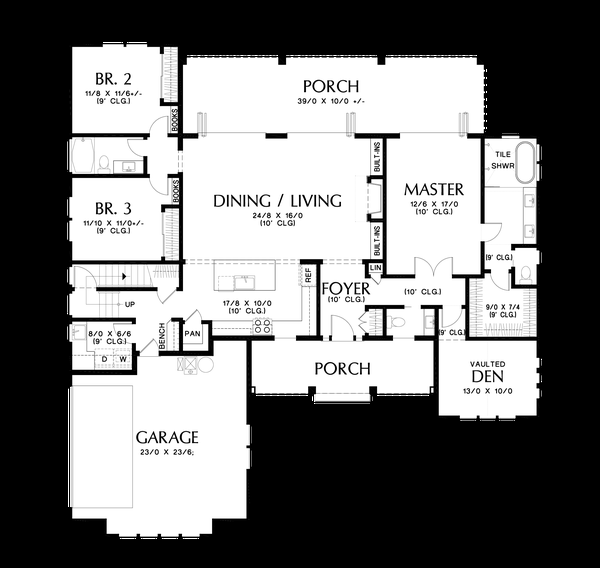 BR. 2
11/8 X 11/6+/-
(9' CLG.)
BOOKS
PORCH
39/0 X 10/0 +/-
BUILT-INS
TILE
SHWR
BOOKS
BR. 3
11/10 X 11/0+/-
(9' CLG.)
DINING / LIVING
24/8 X 16/0
(10' CLG.)
MASTER
12/6 X 17/0
(10' CLG.)
BUILT-INS
(9' CLG.)
LIN
REF
UP
17/8 X 10/0
(10' CLG.)
FOYER
(10' CLG.)
(10' CLG.)
9/0 X 7/4
(9' CLG.)
8/0 X 6/6
(9' CLG.)
BENCH
PAN
(9' CLG.)
D W
PORCH
VAULTED
DEN
13/0 X 10/0
GARAGE
23/0 X 23/6;